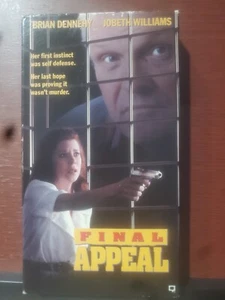 BRIAN DENNEHY JOBETH WILLIAMS
Her first instinct
was self defense.
Her last hope
was proving it
wasn't murder.
FINAL
APPEAL